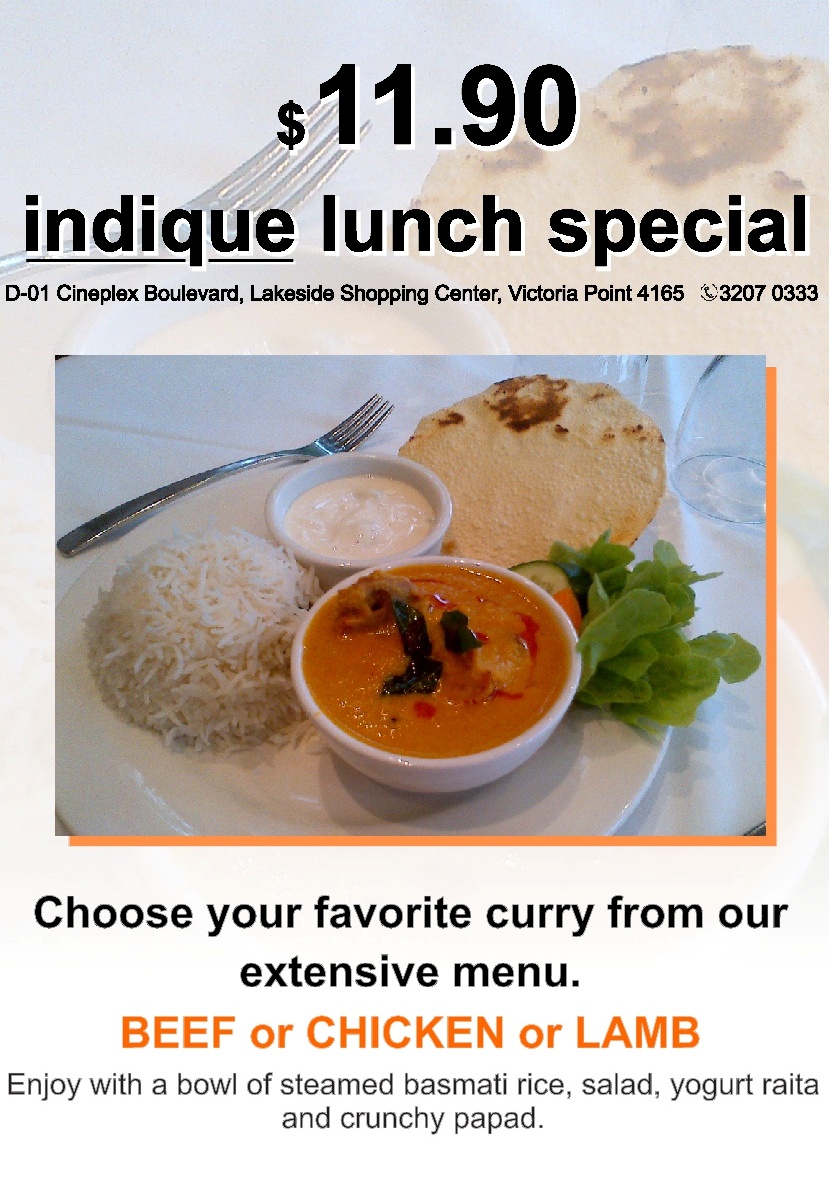 $11.90
indique lunch special
D-01 Cineplex Boulevard, Lakeside Shopping Center, Victoria Point 4165 ✆3207 0333
Choose your favorite curry from our
extensive menu.
BEEF or CHICKEN or LAMB
Enjoy with a bowl of steamed basmati rice, salad, yogurt raita
and crunchy papad.